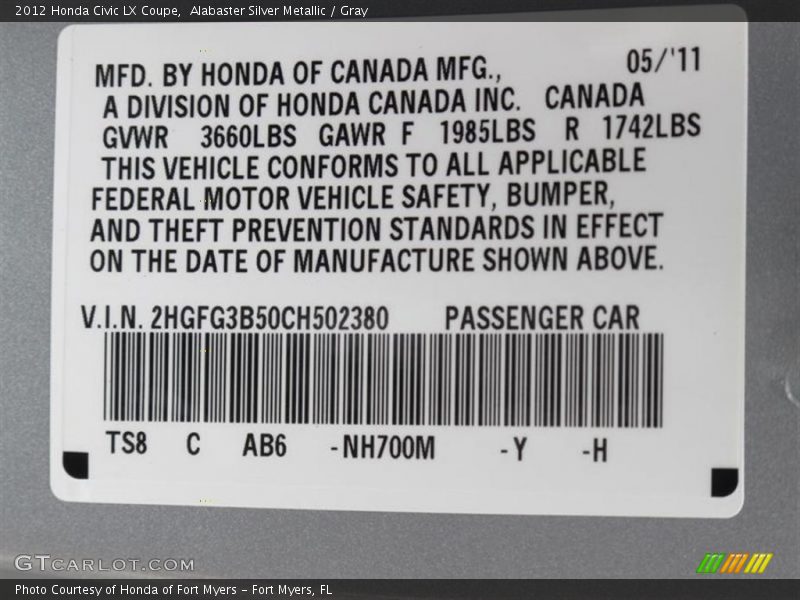 2012 Honda Civic LX Coupe,  Alabaster Silver Metallic / Gray
MFD. BY HONDA OF CANADA MFG., 05/'11
A DIVISION OF HONDA CANADA INC. CANADA
GVWR 3660LBS GAWR F 1985LBS R 1742LBS
THIS VEHICLE CONFORMS TO ALL APPLICABLE
FEDERAL MOTOR VEHICLE SAFETY, BUMPER,
AND THEFT PREVENTION STANDARDS IN EFFECT
ON THE DATE OF MANUFACTURE SHOWN ABOVE.
V.I.N. 2HGFG3B50CH502380 PASSENGER CAR
TS8 C AB6 -NH700M -Y -H
GTCARLOT.COM
Photo Courtesy of Honda of Fort Myers – Fort Myers, FL